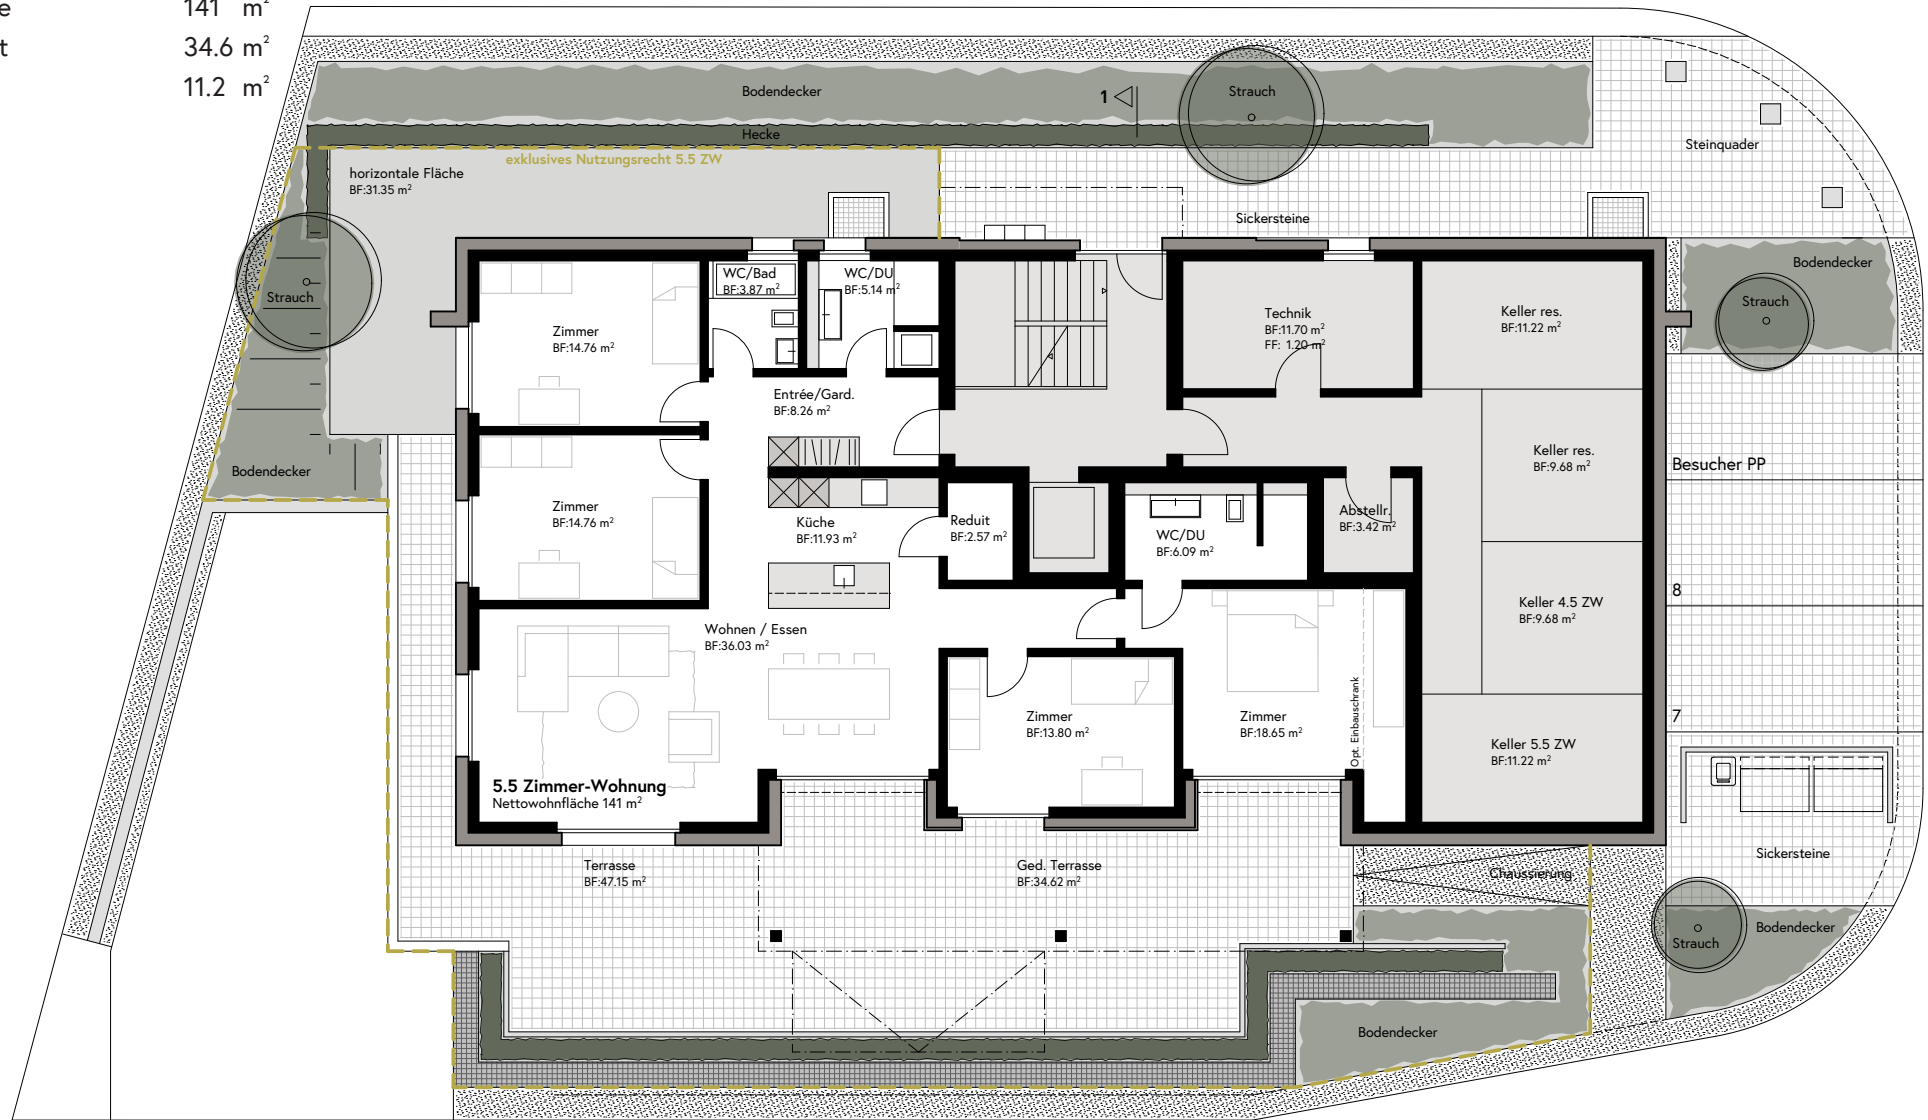 e 141 m²
t 34.6 m²
11.2 m²
Bodendecker
1
Strauch
Hecke
exklusives Nutzungsrecht 5.5 ZW
Steinquader
horizontale Fläche
BF:31.35 m²
Sickersteine
Bodendecker
Strauch
Strauch
WC/Bad
BF:3.87 m²
WC/DU
BF:5.14 m²
Zimmer
BF:14.76 m²
Technik
BF:11.70 m²
FF: 1.20 m²
Keller res.
BF:11.22 m²
Entrée/Gard.
BF:8.26 m²
Bodendecker
Keller res.
BF:9.68 m²
Besucher PP
Zimmer
BF:14.76 m²
Küche
BF:11.93 m²
Reduit
BF:2.57 m²
WC/DU
BF:6.09 m²
Abstellr.
BF:3.42 m²
8
Keller 4.5 ZW
BF:9.68 m²
Wohnen / Essen
BF:36.03 m²
Zimmer
BF:13.80 m²
Zimmer
BF:18.65 m²
Opt. Einbauschrank
7
Keller 5.5 ZW
BF:11.22 m²
5.5 Zimmer-Wohnung
Nettowohnfläche 141 m²
Terrasse
BF:47.15 m²
Ged. Terrasse
BF:34.62 m²
Chaussierung
Sickersteine
Strauch
Bodendecker
Bodendecker